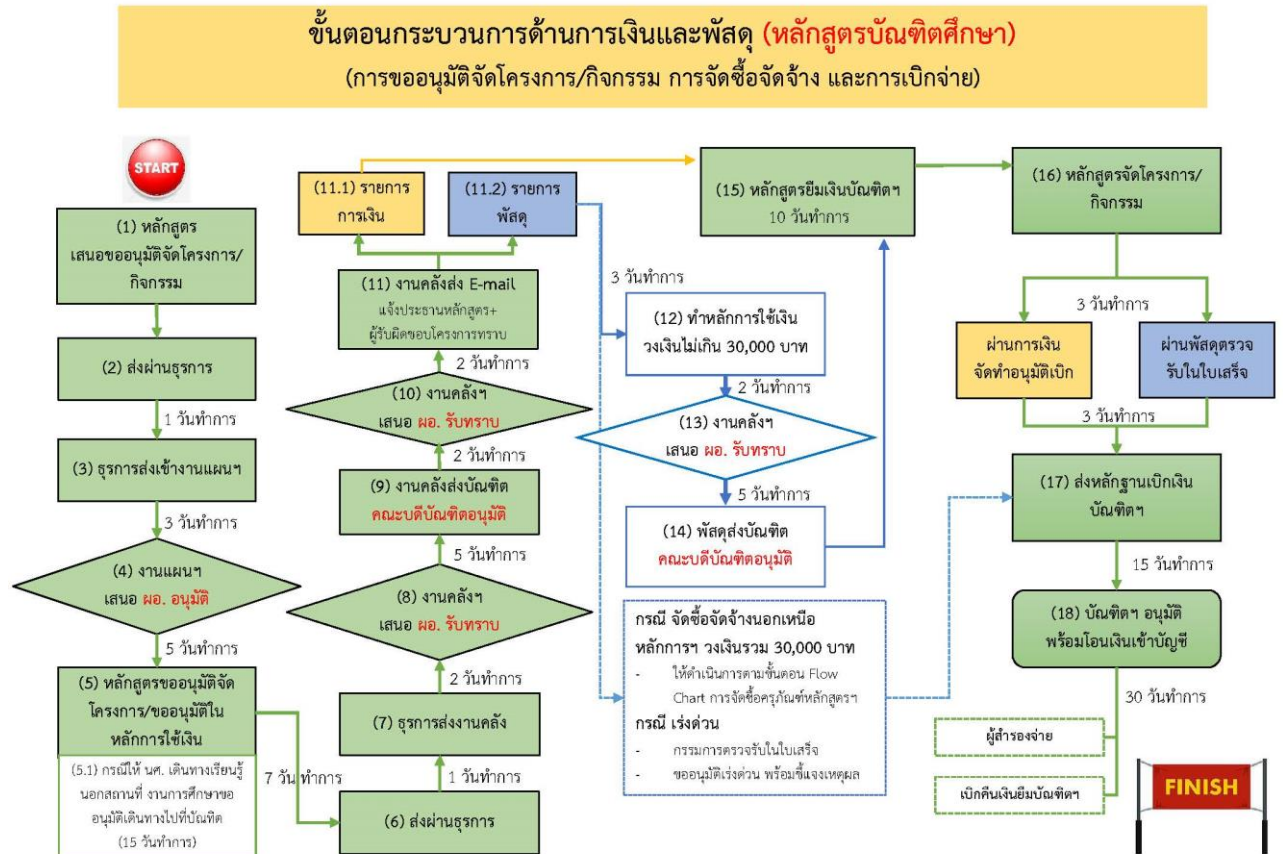 ขั้นตอนกระบวนการด้านการเงินและพัสดุ (หลักสูตรบัณฑิตศึกษา)
(การขออนุมัติจัดโครงการ/กิจกรรม การจัดซื้อจัดจ้าง และการเบิกจ่าย)
START
(1) หลักสูตร
เสนอขออนุมัติจัดโครงการ/
กิจกรรม
(2) ส่งผ่านธุรการ
1 วันทำการ
(3) ธุรการส่งเข้างานแผนฯ
3 วันทำการ
(4) งานแผนฯ
เสนอ ผอ. อนุมัติ
5 วันทำการ
(5) หลักสูตรขออนุมัติจัด
โครงการ/ขออนุมัติใน
หลักการใช้เงิน
(5.1) กรณีให้ นศ. เดินทางเรียนรู้
นอกสถานที่ งานการศึกษาขอ
อนุมัติเดินทางไปที่บัณฑิต
(15 วันทำการ)
7 วันทำการ
(6) ส่งผ่านธุรการ
1 วันทำการ
(7) ธุรการส่งงานคลัง
2 วันทำการ
(8) งานคลังฯ
เสนอ ผอ. รับทราบ
5 วันทำการ
(9) งานคลังส่งบัณฑิต
คณะบดีบัณฑิตอนุมัติ
2 วันทำการ
(10) งานคลังฯ
เสนอ ผอ. รับทราบ
2 วันทำการ
(11) งานคลังส่ง E-mail
แจ้งประธานหลักสูตร+
ผู้รับผิดชอบโครงการทราบ
(11.1) รายการ
การเงิน
(11.2) รายการ
พัสดุ
3 วันทำการ
(12) ทำหลักการใช้เงิน
วงเงินไม่เกิน 30,000 บาท
2 วันทำการ
(13) งานคลังฯ
เสนอ ผอ. รับทราบ
5 วันทำการ
(14) พัสดุส่งบัณฑิต
คณะบดีบัณฑิตอนุมัติ
กรณี จัดซื้อจัดจ้างนอกเหนือ
หลักการฯ วงเงินรวม 30,000 บาท
- ให้ดำเนินการตามขั้นตอน Flow
Chart การจัดซื้อครุภัณฑ์หลักสูตรฯ
กรณี เร่งด่วน
- กรรมการตรวจรับในใบเสร็จ
- ขออนุมัติเร่งด่วน พร้อมชี้แจงเหตุผล
(15) หลักสูตรยืมเงินบัณฑิตฯ
10 วันทำการ
(16) หลักสูตรจัดโครงการ/
กิจกรรม
3 วันทำการ
ผ่านการเงิน
จัดทำอนุมัติเบิก
ผ่านพัสดุตรวจ
รับในใบเสร็จ
3 วันทำการ
(17) ส่งหลักฐานเบิกเงิน
บัณฑิตฯ
15 วันทำการ
(18) บัณฑิตฯ อนุมัติ
พร้อมโอนเงินเข้าบัญชี
30 วันทำการ
ผู้สำรองจ่าย
เบิกคืนเงินยืมบัณฑิตฯ
FINISH